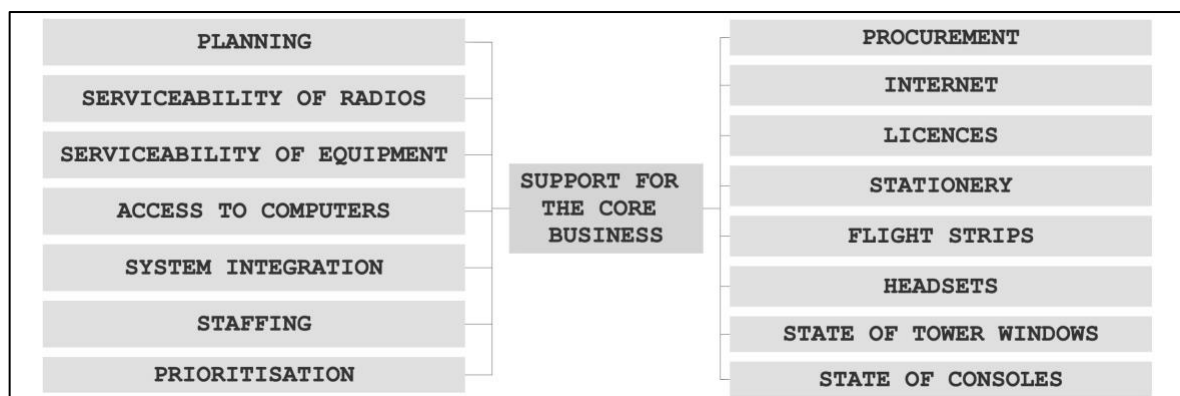 PLANNING
SERVICEABILITY OF RADIOS
SERVICEABILITY OF EQUIPMENT
ACCESS TO COMPUTERS
SYSTEM INTEGRATION
STAFFING
PRIORITISATION
SUPPORT FOR
THE CORE
BUSINESS
PROCUREMENT
INTERNET
LICENCES
STATIONERY
FLIGHT STRIPS
HEADSETS
STATE OF TOWER WINDOWS
STATE OF CONSOLES